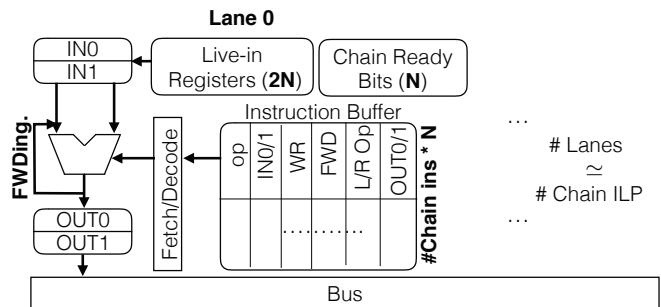 Lane 0
IN0
IN1
Live-in
Registers (2N)
Chain Ready
Bits (N)
FWDing.
OUT0
OUT1
Fetch/Decode
Instruction Buffer
op
IN0/1
WR
FWD
L/R Op
OUT0/1
...........
#Chain ins * N
...
# Lanes
≃
# Chain ILP
...
Bus